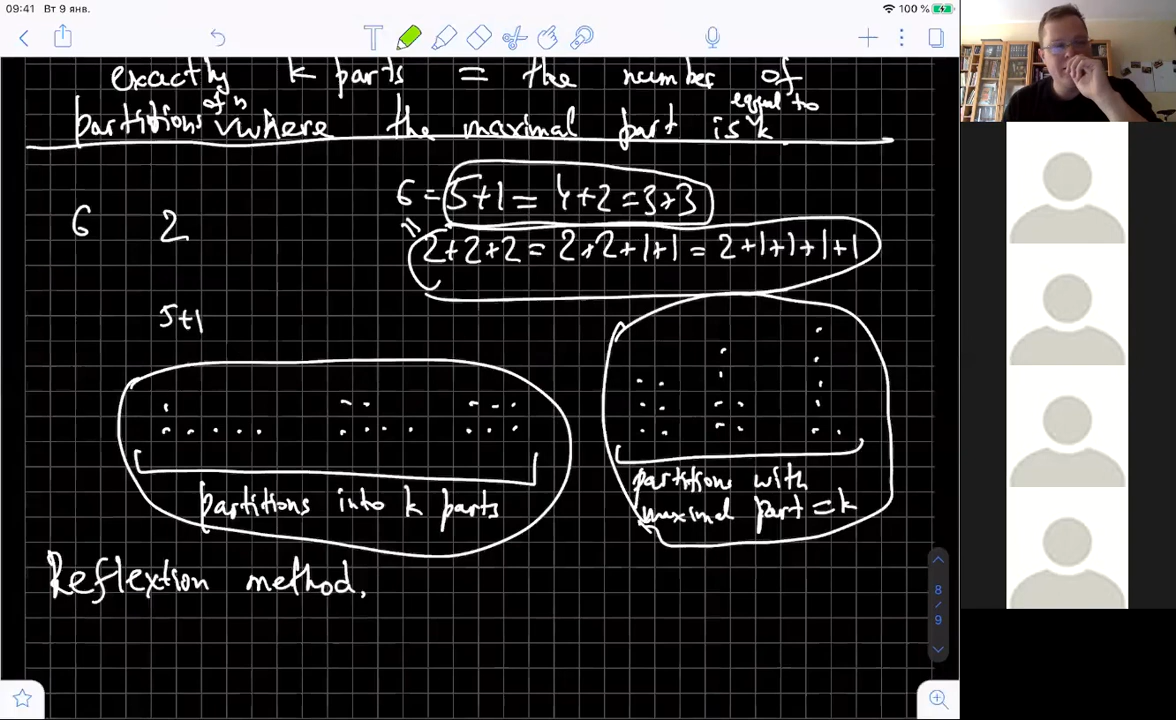 09:41 Вт 9 янв.
100 %
exactly k parts = the number of
partitions of n where the maximal part is equal to k.
6 = 5+1 = 4+2 = 3+3
6 2
2+2+2 = 2+2+1+1 = 2+1+1+1+1
5+1
partitions into k parts
partitions with
maximal part = k
Reflextion method,
8
/
9